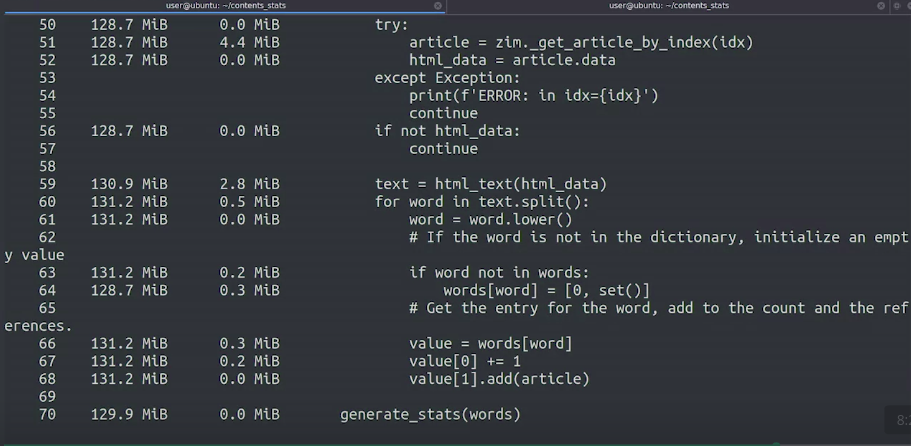 user@ubuntu: ~/contents_stats
user@ubuntu: ~/contents_stats
50 128.7 MiB 0.0 MiB try:
51 128.7 MiB 4.4 MiB article = zim._get_article_by_index(idx)
52 128.7 MiB 0.0 MiB html_data = article.data
53 except Exception:
54 print(f'ERROR: in idx={idx}')
55 continue
56 128.7 MiB 0.0 MiB if not html_data:
57 continue
58
59 130.9 MiB 2.8 MiB text = html_text(html_data)
60 131.2 MiB 0.5 MiB for word in text.split():
61 131.2 MiB 0.0 MiB word = word.lower()
62 # If the word is not in the dictionary, initialize an empt
y value
63 131.2 MiB 0.2 MiB if word not in words:
64 128.7 MiB 0.3 MiB words[word] = [0, set()]
65 # Get the entry for the word, add to the count and the ref
erences.
66 131.2 MiB 0.3 MiB value = words[word]
67 131.2 MiB 0.2 MiB value[0] += 1
68 131.2 MiB 0.0 MiB value[1].add(article)
69
70 129.9 MiB 0.0 MiB generate_stats(words)